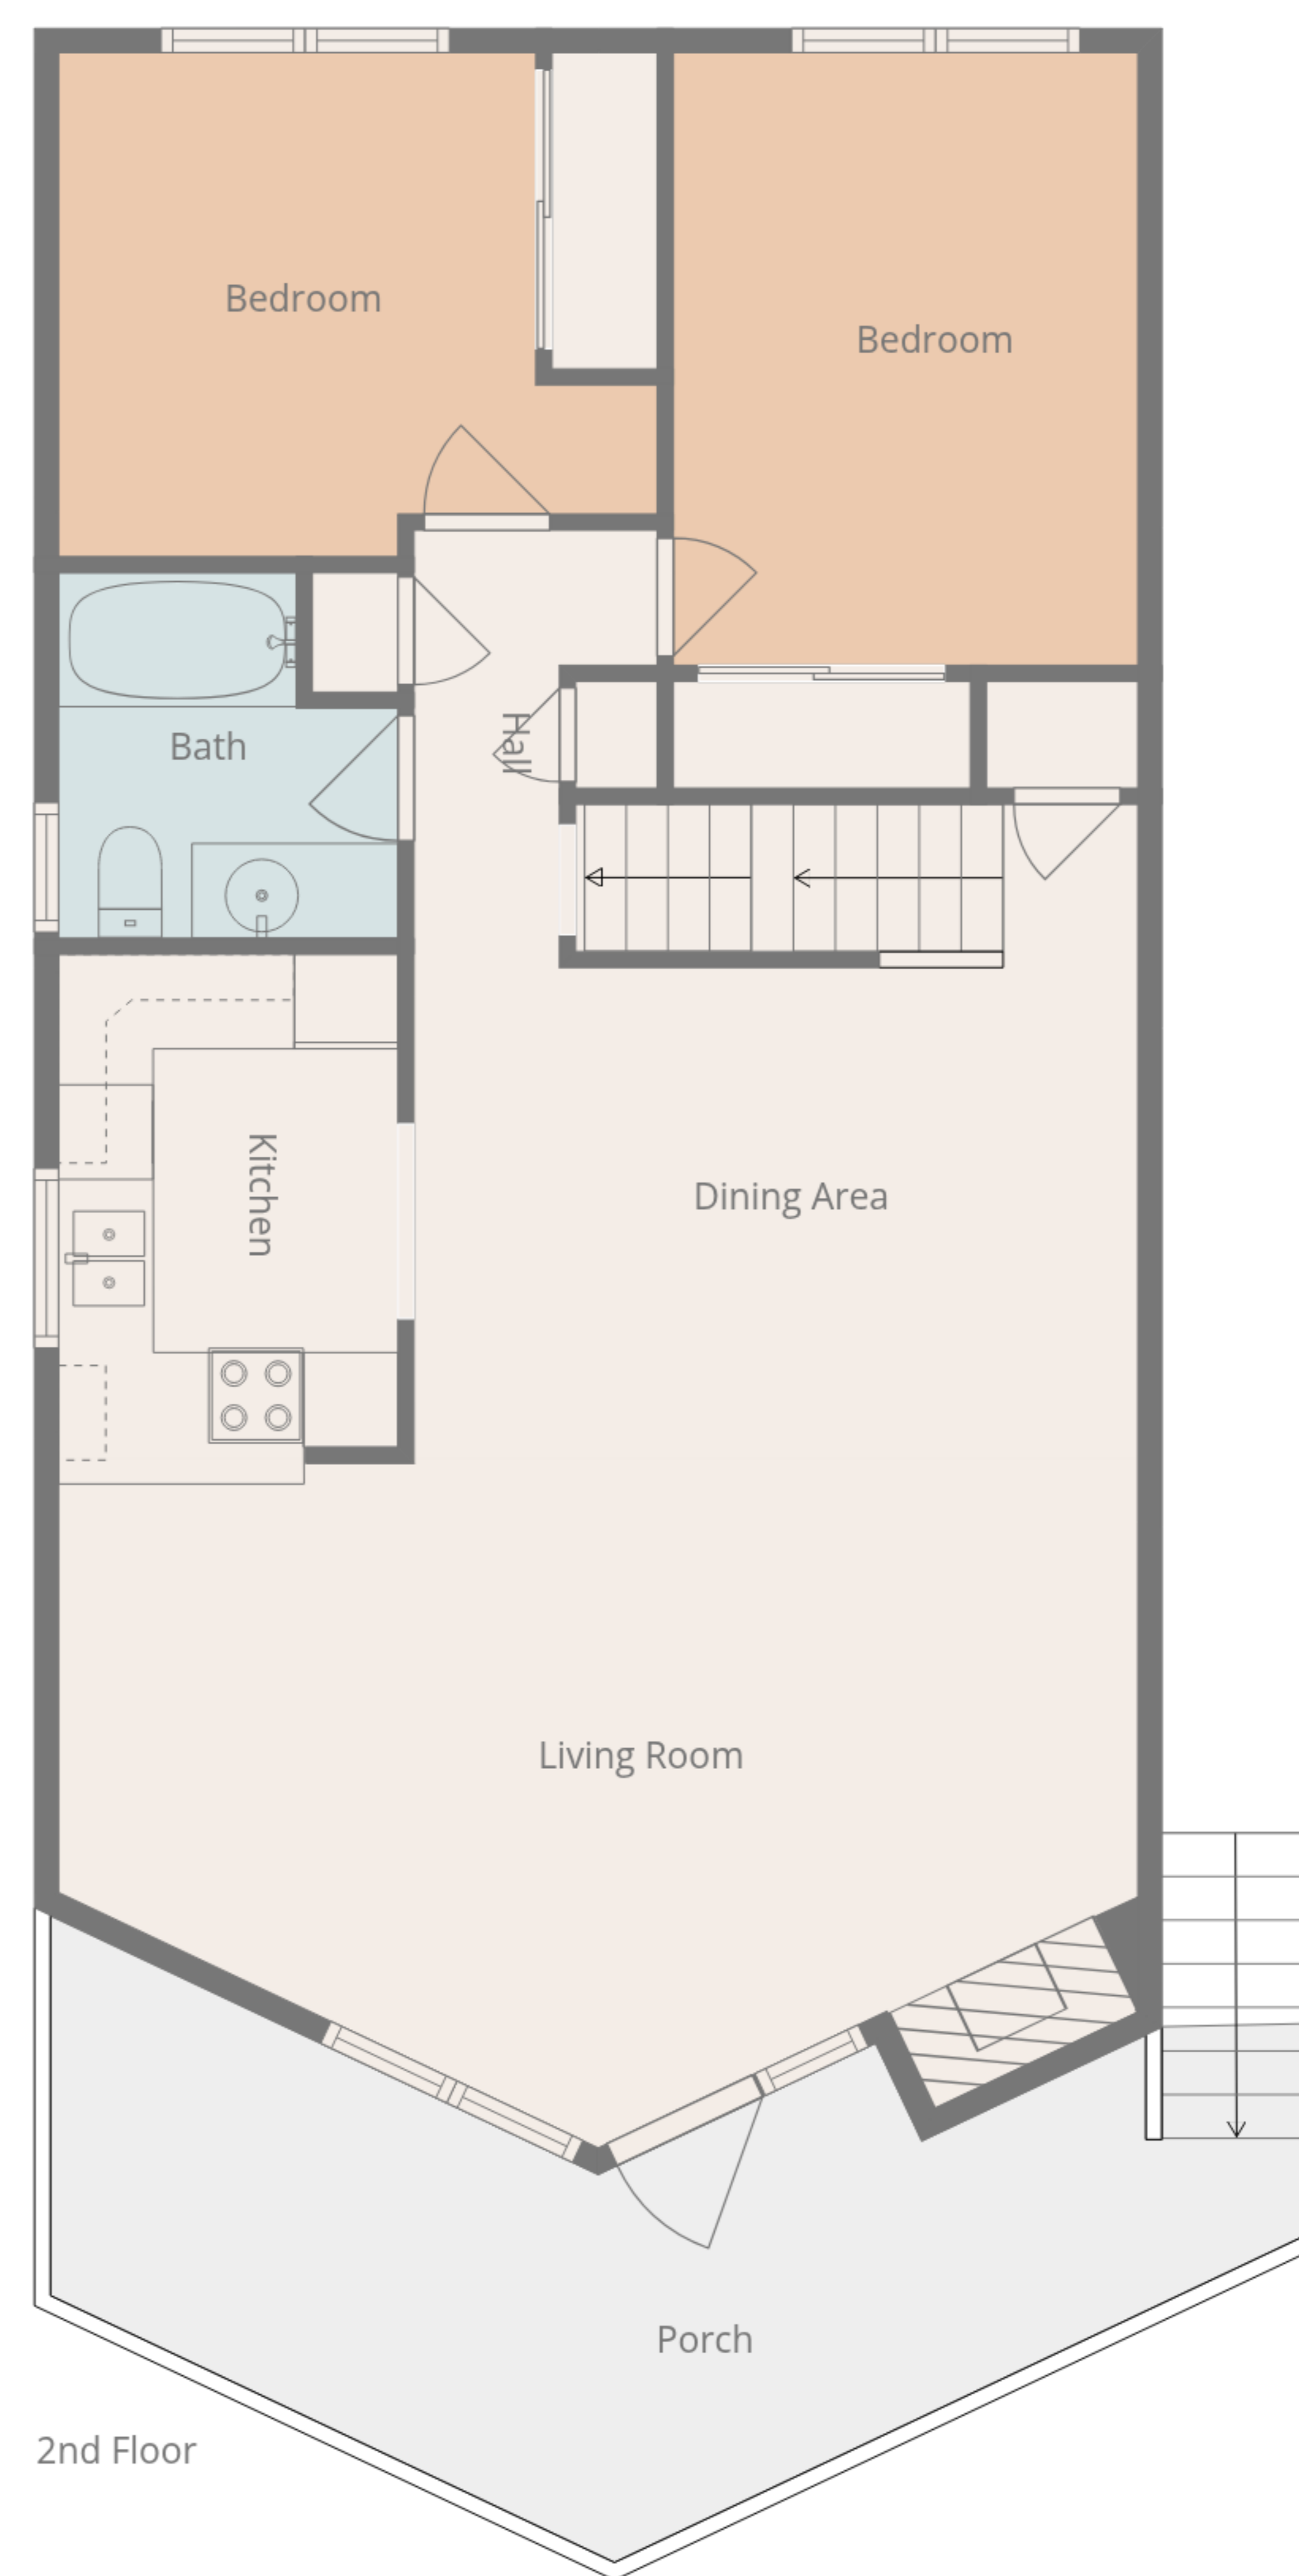 Bedroom
Bedroom
Hall
Bath
Kitchen
Dining Area
Living Room
Porch
2nd Floor